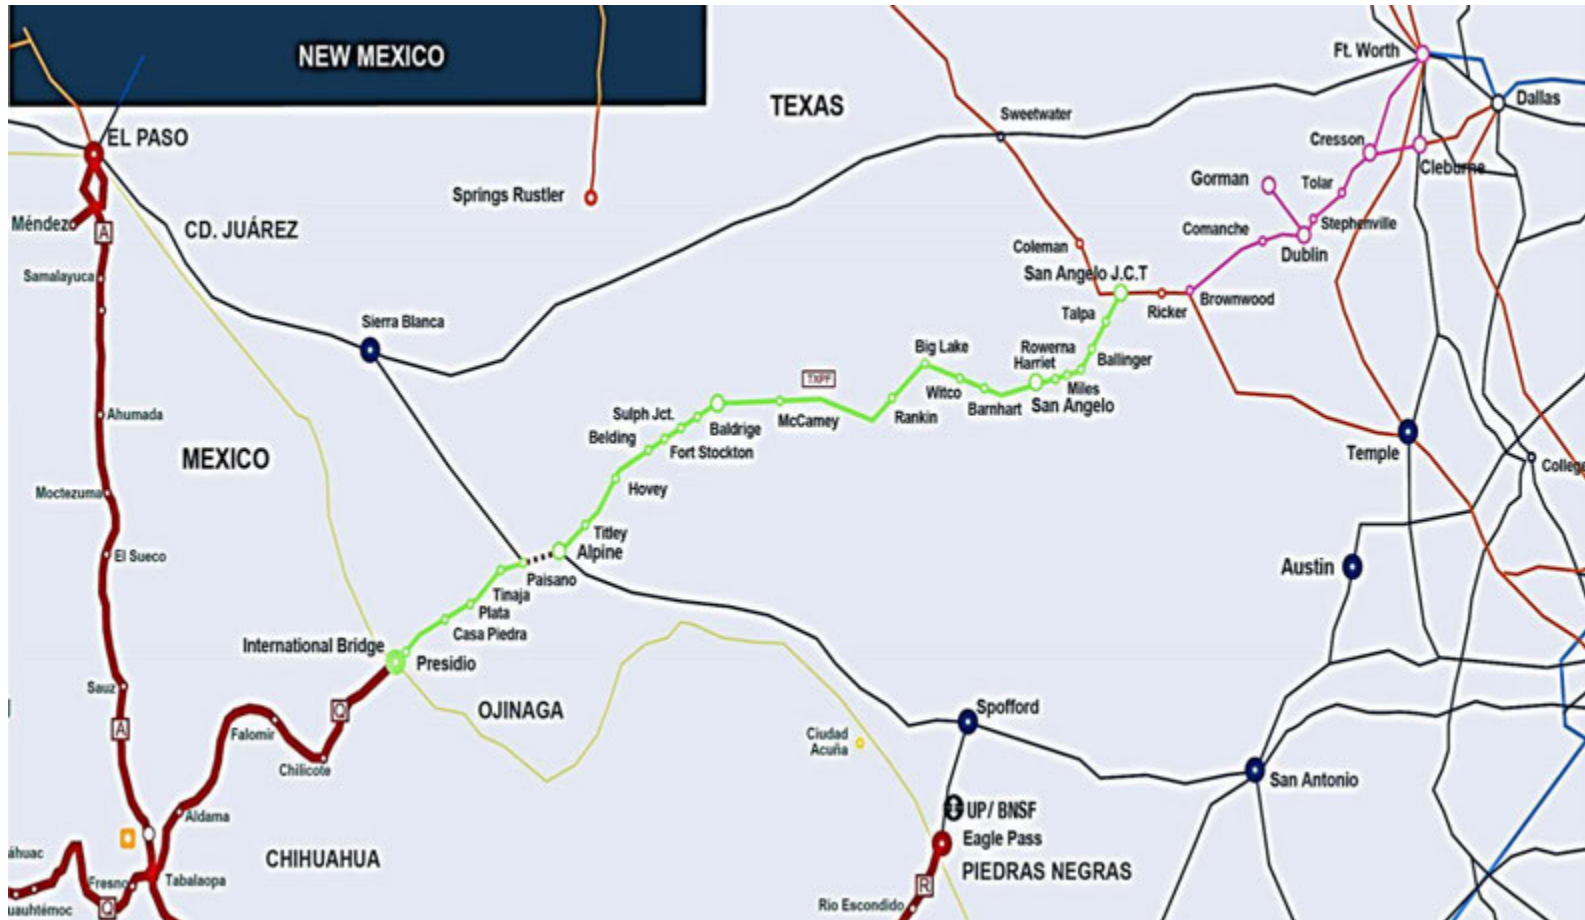 NEW MEXICO
Ft. Worth
EL PASO
TEXAS
Dallas
Sweetwater
Cresson
Cleburne
Springs Rustler
Gorman
Tolar
Méndez
A
CD. JUÁREZ
Comanche
Stephenville
Coleman
Dublin
Samalayuca
San Angelo J.C.T
Brownwood
Ricker
Talpa
Sierra Blanca
Big Lake
Rowerna
Harriet
Ballinger
TXPF
Witco
Miles
Barnhart
San Angelo
Ahumada
Sulph Jct.
Baldrige
McCamey
Rankin
Belding
Fort Stockton
MEXICO
Temple
College
Moctezuma
Hovey
Titley
El Sueco
Alpine
Austin
Paisano
Tinaja
Plata
Casa Piedra
International Bridge
Presidio
Sauz
A
Q
OJINAGA
Spofford
Falomir
Ciudad
Acuña
Chilicote
San Antonio
Aldama
UP/ BNSF
Eagle Pass
áhuac
CHIHUAHUA
PIEDRAS NEGRAS
Fresno
Tabalaopa
R
uauhtémoc
Q
Rio Escondido